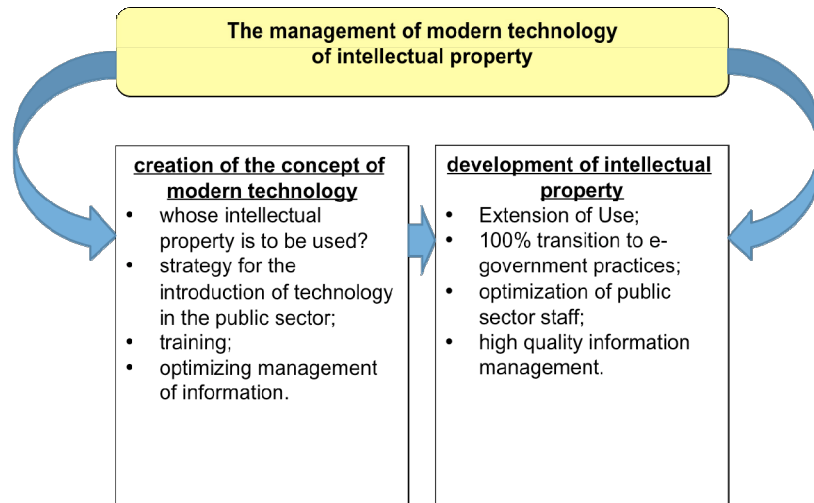 The management of modern technology
of intellectual property
creation of the concept of
modern technology
• whose intellectual
property is to be used?
• strategy for the
introduction of technology
in the public sector;
• training;
• optimizing management
of information.
development of intellectual
property
• Extension of Use;
• 100% transition to e-
government practices;
• optimization of public
sector staff;
• high quality information
management.